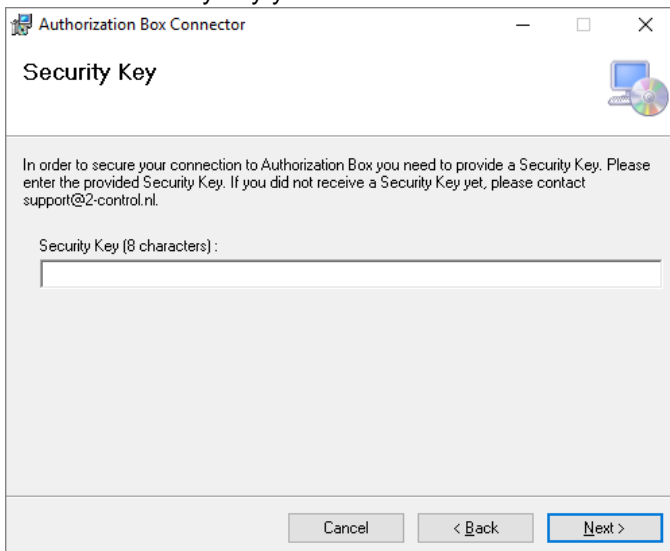 Authorization Box Connector
Security Key
In order to secure your connection to Authorization Box you need to provide a Security Key. Please
enter the provided Security Key. If you did not receive a Security Key yet, please contact
support@2-control.nl.
Security Key (8 characters) :
Cancel
< Back
Next >